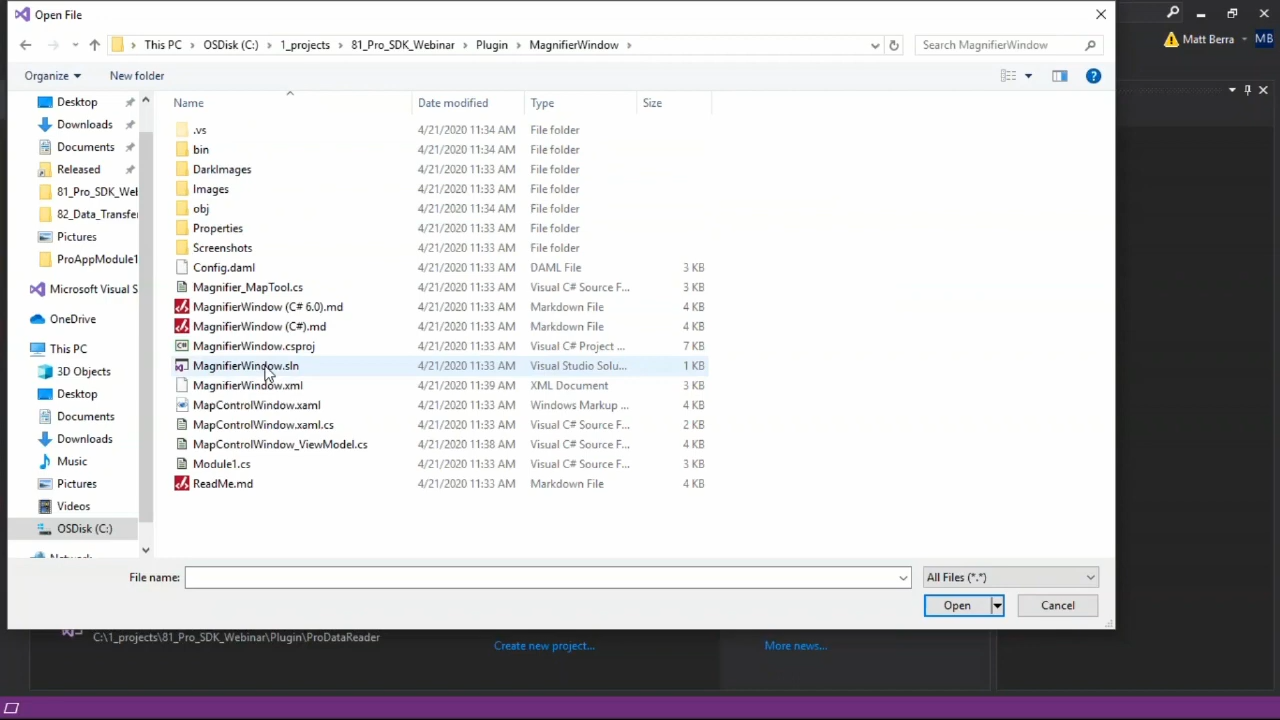 Open File
This PC > OSDisk (C:) > 1_projects > 81_Pro_SDK_Webinar > Plugin > MagnifierWindow >
Search MagnifierWindow
Matt Berra
MB
Organize
New folder
Desktop
Downloads
Documents
Released
81_Pro_SDK_Wel
82_Data_Transfe
Pictures
ProAppModule1
Microsoft Visual S
OneDrive
This PC
3D Objects
Desktop
Documents
Downloads
Music
Pictures
Videos
OSDisk (C:)
Network
Name Date modified Type Size
.vs 4/21/2020 11:34 AM File folder
bin 4/21/2020 11:34 AM File folder
DarkImages 4/21/2020 11:33 AM File folder
Images 4/21/2020 11:33 AM File folder
obj 4/21/2020 11:34 AM File folder
Properties 4/21/2020 11:33 AM File folder
Screenshots 4/21/2020 11:33 AM File folder
Config.daml 4/21/2020 11:33 AM DAML File 3 KB
Magnifier_MapTool.cs 4/21/2020 11:33 AM Visual C# Source F... 3 KB
MagnifierWindow (C# 6.0).md 4/21/2020 11:33 AM Markdown File 4 KB
MagnifierWindow (C#).md 4/21/2020 11:33 AM Markdown File 4 KB
MagnifierWindow.csproj 4/21/2020 11:33 AM Visual C# Project ... 7 KB
MagnifierWindow.sln 4/21/2020 11:33 AM Visual Studio Solu... 1 KB
MagnifierWindow.xml 4/21/2020 11:39 AM XML Document 3 KB
MapControlWindow.xaml 4/21/2020 11:33 AM Windows Markup ... 4 KB
MapControlWindow.xaml.cs 4/21/2020 11:33 AM Visual C# Source F... 2 KB
MapControlWindow_ViewModel.cs 4/21/2020 11:38 AM Visual C# Source F... 4 KB
Module1.cs 4/21/2020 11:33 AM Visual C# Source F... 3 KB
ReadMe.md 4/21/2020 11:33 AM Markdown File 4 KB
File name:
All Files (*.*)
Open
Cancel
C:\1_projects\81_Pro_SDK_Webinar\Plugin\ProDataReader
Create new project...
More news...